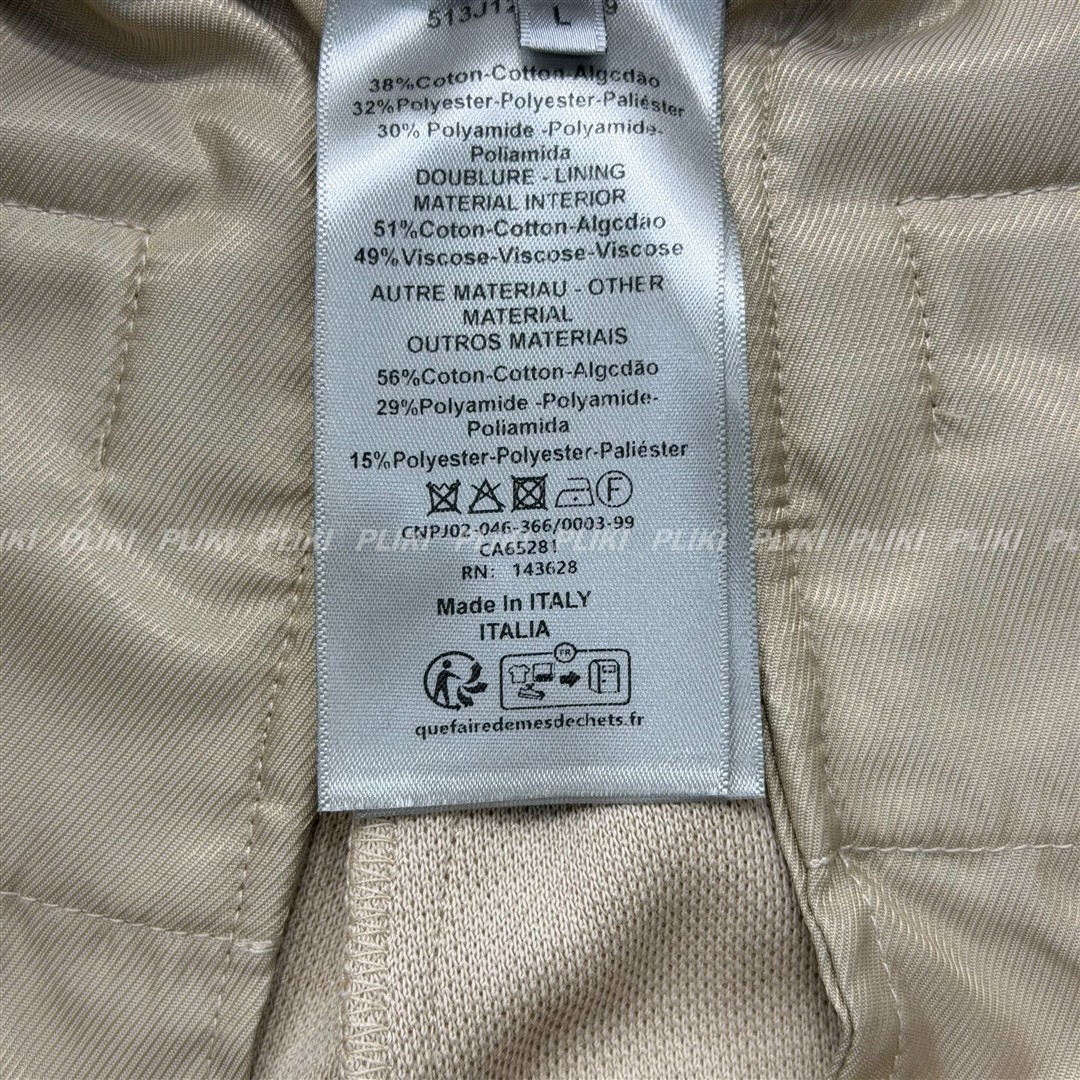 L
38%Coton-Cotton-Algcdão
32%Polyester-Polyester-Paliéster
30% Polyamide -Polyamide-
Poliamida
DOUBLURE - LINING
MATERIAL INTERIOR
51%Coton-Cotton-Algcdão
49%Viscose-Viscose-Viscose
AUTRE MATERIAU - OTHER
MATERIAL
OUTROS MATERIAIS
56%Coton-Cotton-Algcdão
29%Polyamide -Polyamide-
Poliamida
15%Polyester-Polyester-Paliéster
F
CNPJ02-046-366/0003-99
CA65281
RN: 143628
PLIKI PLIKI PLIKI PLIKI PLIKI PLIKI PLIKI PLIKI
Made In ITALY
ITALIA
FR
quefairedemesdechets.fr